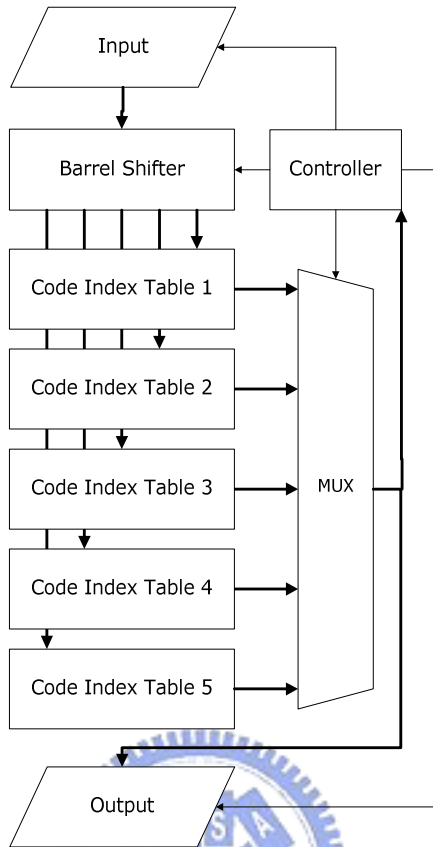 Input
Barrel Shifter
Controller
Code Index Table 1
Code Index Table 2
Code Index Table 3
MUX
Code Index Table 4
Code Index Table 5
Output
S A